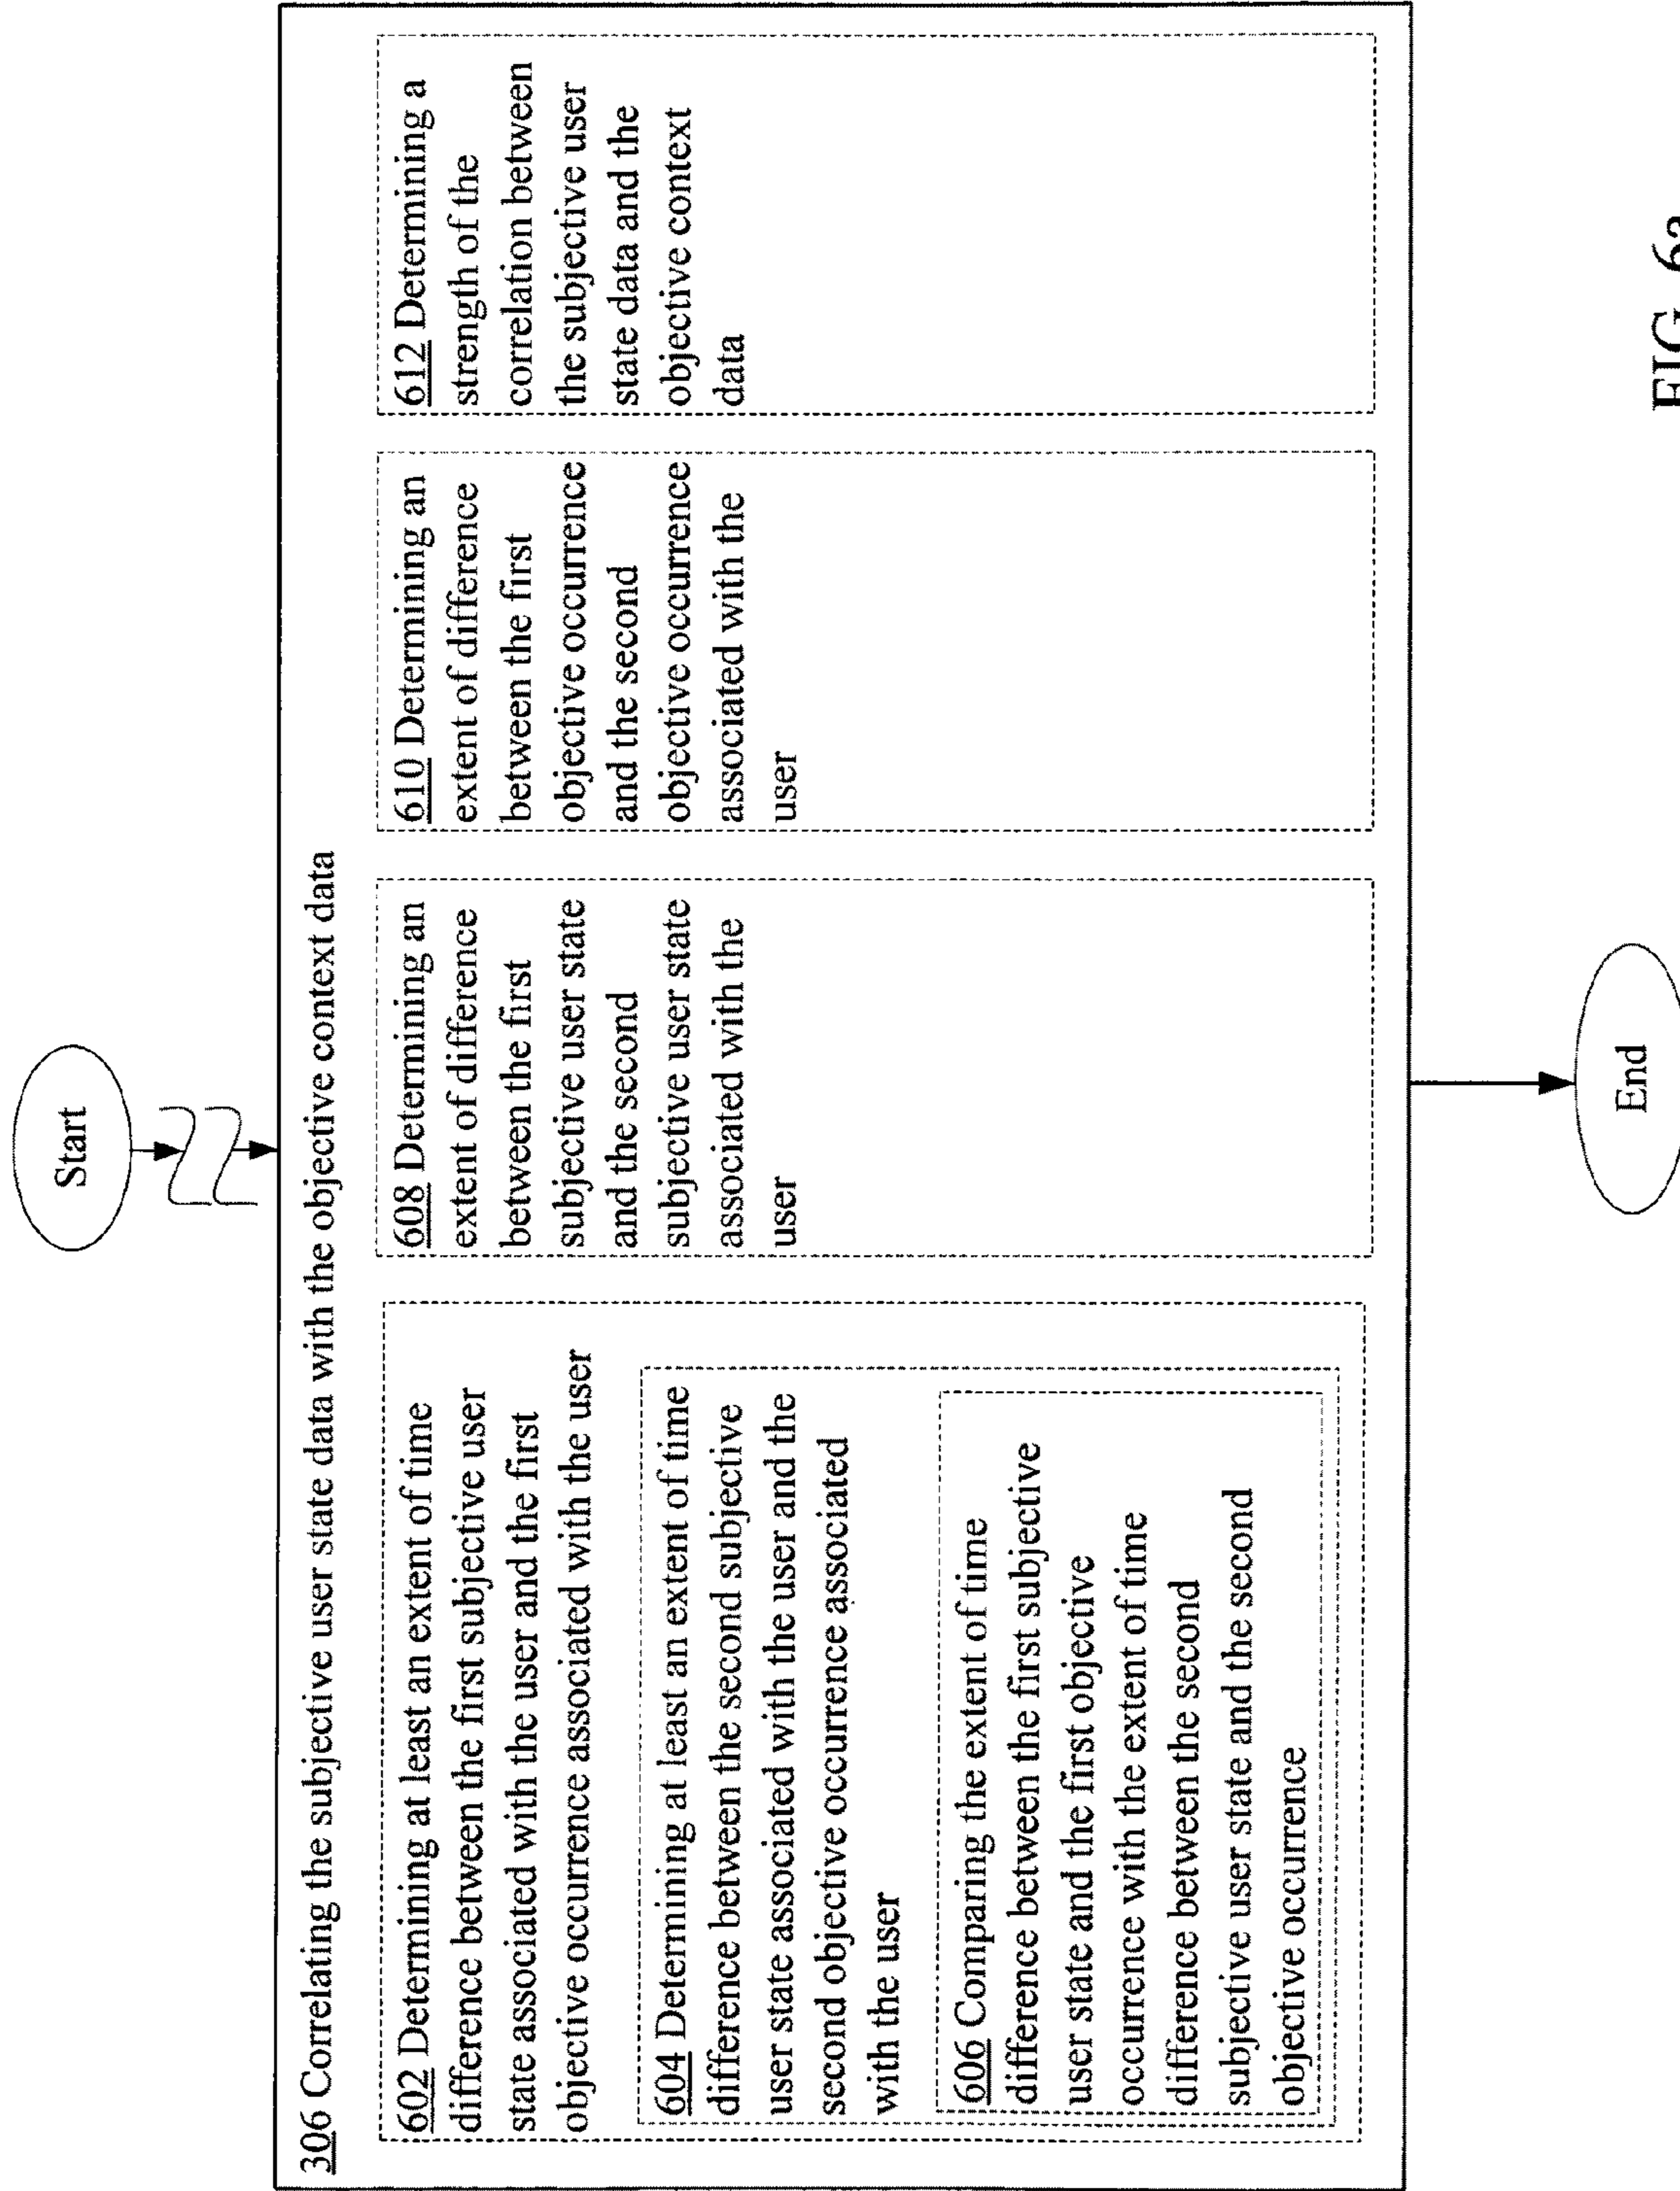 Start
306 Correlating the subjective user state data with the objective context data
602 Determining at least an extent of time
difference between the first subjective user
state associated with the user and the first
objective occurrence associated with the user
604 Determining at least an extent of time
difference between the second subjective
user state associated with the user and the
second objective occurrence associated
with the user
606 Comparing the extent of time
difference between the first subjective
user state and the first objective
occurrence with the extent of time
difference between the second
subjective user state and the second
objective occurrence
608 Determining an
extent of difference
between the first
subjective user state
and the second
subjective user state
associated with the
user
610 Determining an
extent of difference
between the first
objective occurrence
and the second
objective occurrence
associated with the
user
612 Determining a
strength of the
correlation between
the subjective user
state data and the
objective context
data
End
FIG. 6a